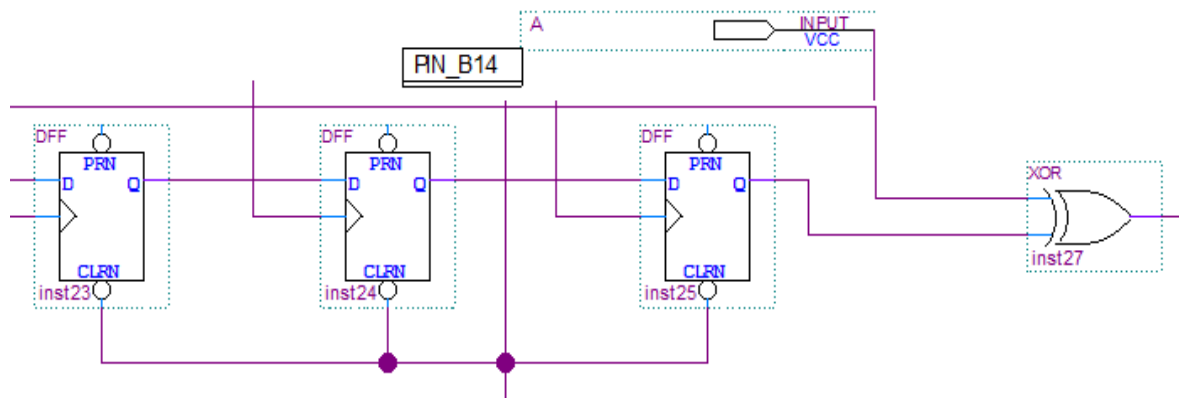 A
INPUT
VCC
PIN_B14
DFF
PRN
D
Q
CLRN
inst23
DFF
PRN
D
Q
CLRN
inst24
DFF
PRN
D
Q
CLRN
inst25
XOR
inst27